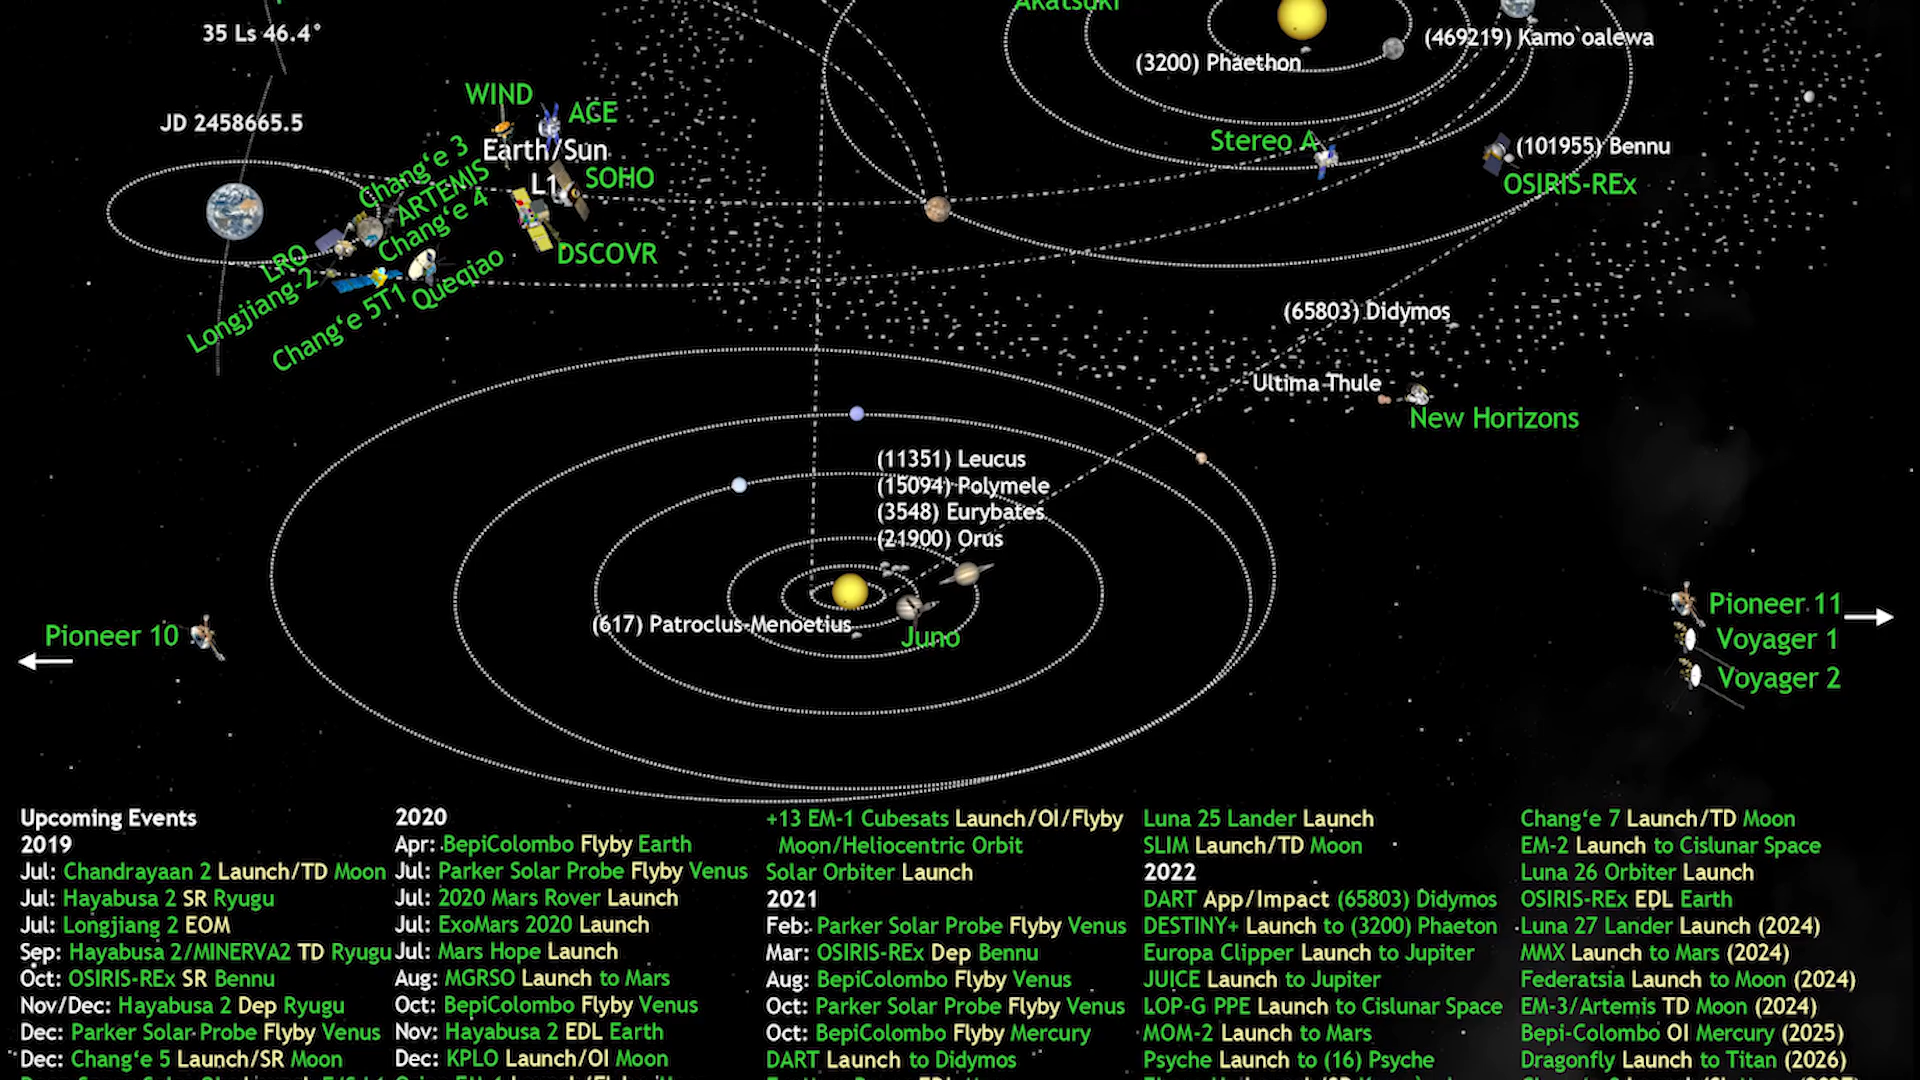 Akatsuki
35 Ls 46.4°
(469219) Kamo`oalewa
(3200) Phaethon
WIND
ACE
JD 2458665.5
Earth/Sun
L1
Stereo A
(101955) Bennu
Chang‘e 3
ARTEMIS
SOHO
OSIRIS-REx
Chang‘e 4
DSCOVR
LRO
Longjiang-2
Queqiao
Chang‘e 5T1
(65803) Didymos
Ultima Thule
New Horizons
(11351) Leucus
(15094) Polymele
(3548) Eurybates
(21900) Orus
(617) Patroclus-Menoetius
Juno
Pioneer 10
Pioneer 11
Voyager 1
Voyager 2
Upcoming Events
2019
Jul: Chandrayaan 2 Launch/TD Moon
Jul: Hayabusa 2 SR Ryugu
Jul: Longjiang 2 EOM
Sep: Hayabusa 2/MINERVA2 TD Ryugu
Oct: OSIRIS-REx SR Bennu
Nov/Dec: Hayabusa 2 Dep Ryugu
Dec: Parker Solar Probe Flyby Venus
Dec: Chang‘e 5 Launch/SR Moon
2020
Apr: BepiColombo Flyby Earth
Jul: Parker Solar Probe Flyby Venus
Jul: 2020 Mars Rover Launch
Jul: ExoMars 2020 Launch
Jul: Mars Hope Launch
Aug: MGRSO Launch to Mars
Oct: BepiColombo Flyby Venus
Nov: Hayabusa 2 EDL Earth
Dec: KPLO Launch/OI Moon
+13 EM-1 Cubesats Launch/OI/Flyby
Moon/Heliocentric Orbit
Solar Orbiter Launch
2021
Feb: Parker Solar Probe Flyby Venus
Mar: OSIRIS-REx Dep Bennu
Aug: BepiColombo Flyby Venus
Oct: Parker Solar Probe Flyby Venus
Oct: BepiColombo Flyby Mercury
DART Launch to Didymos
Luna 25 Lander Launch
SLIM Launch/TD Moon
2022
DART App/Impact (65803) Didymos
DESTINY+ Launch to (3200) Phaeton
Europa Clipper Launch to Jupiter
JUICE Launch to Jupiter
LOP-G PPE Launch to Cislunar Space
MOM-2 Launch to Mars
Psyche Launch to (16) Psyche
Chang‘e 7 Launch/TD Moon
EM-2 Launch to Cislunar Space
Luna 26 Orbiter Launch
OSIRIS-REx EDL Earth
Luna 27 Lander Launch (2024)
MMX Launch to Mars (2024)
Federatsia Launch to Moon (2024)
EM-3/Artemis TD Moon (2024)
Bepi-Colombo OI Mercury (2025)
Dragonfly Launch to Titan (2026)